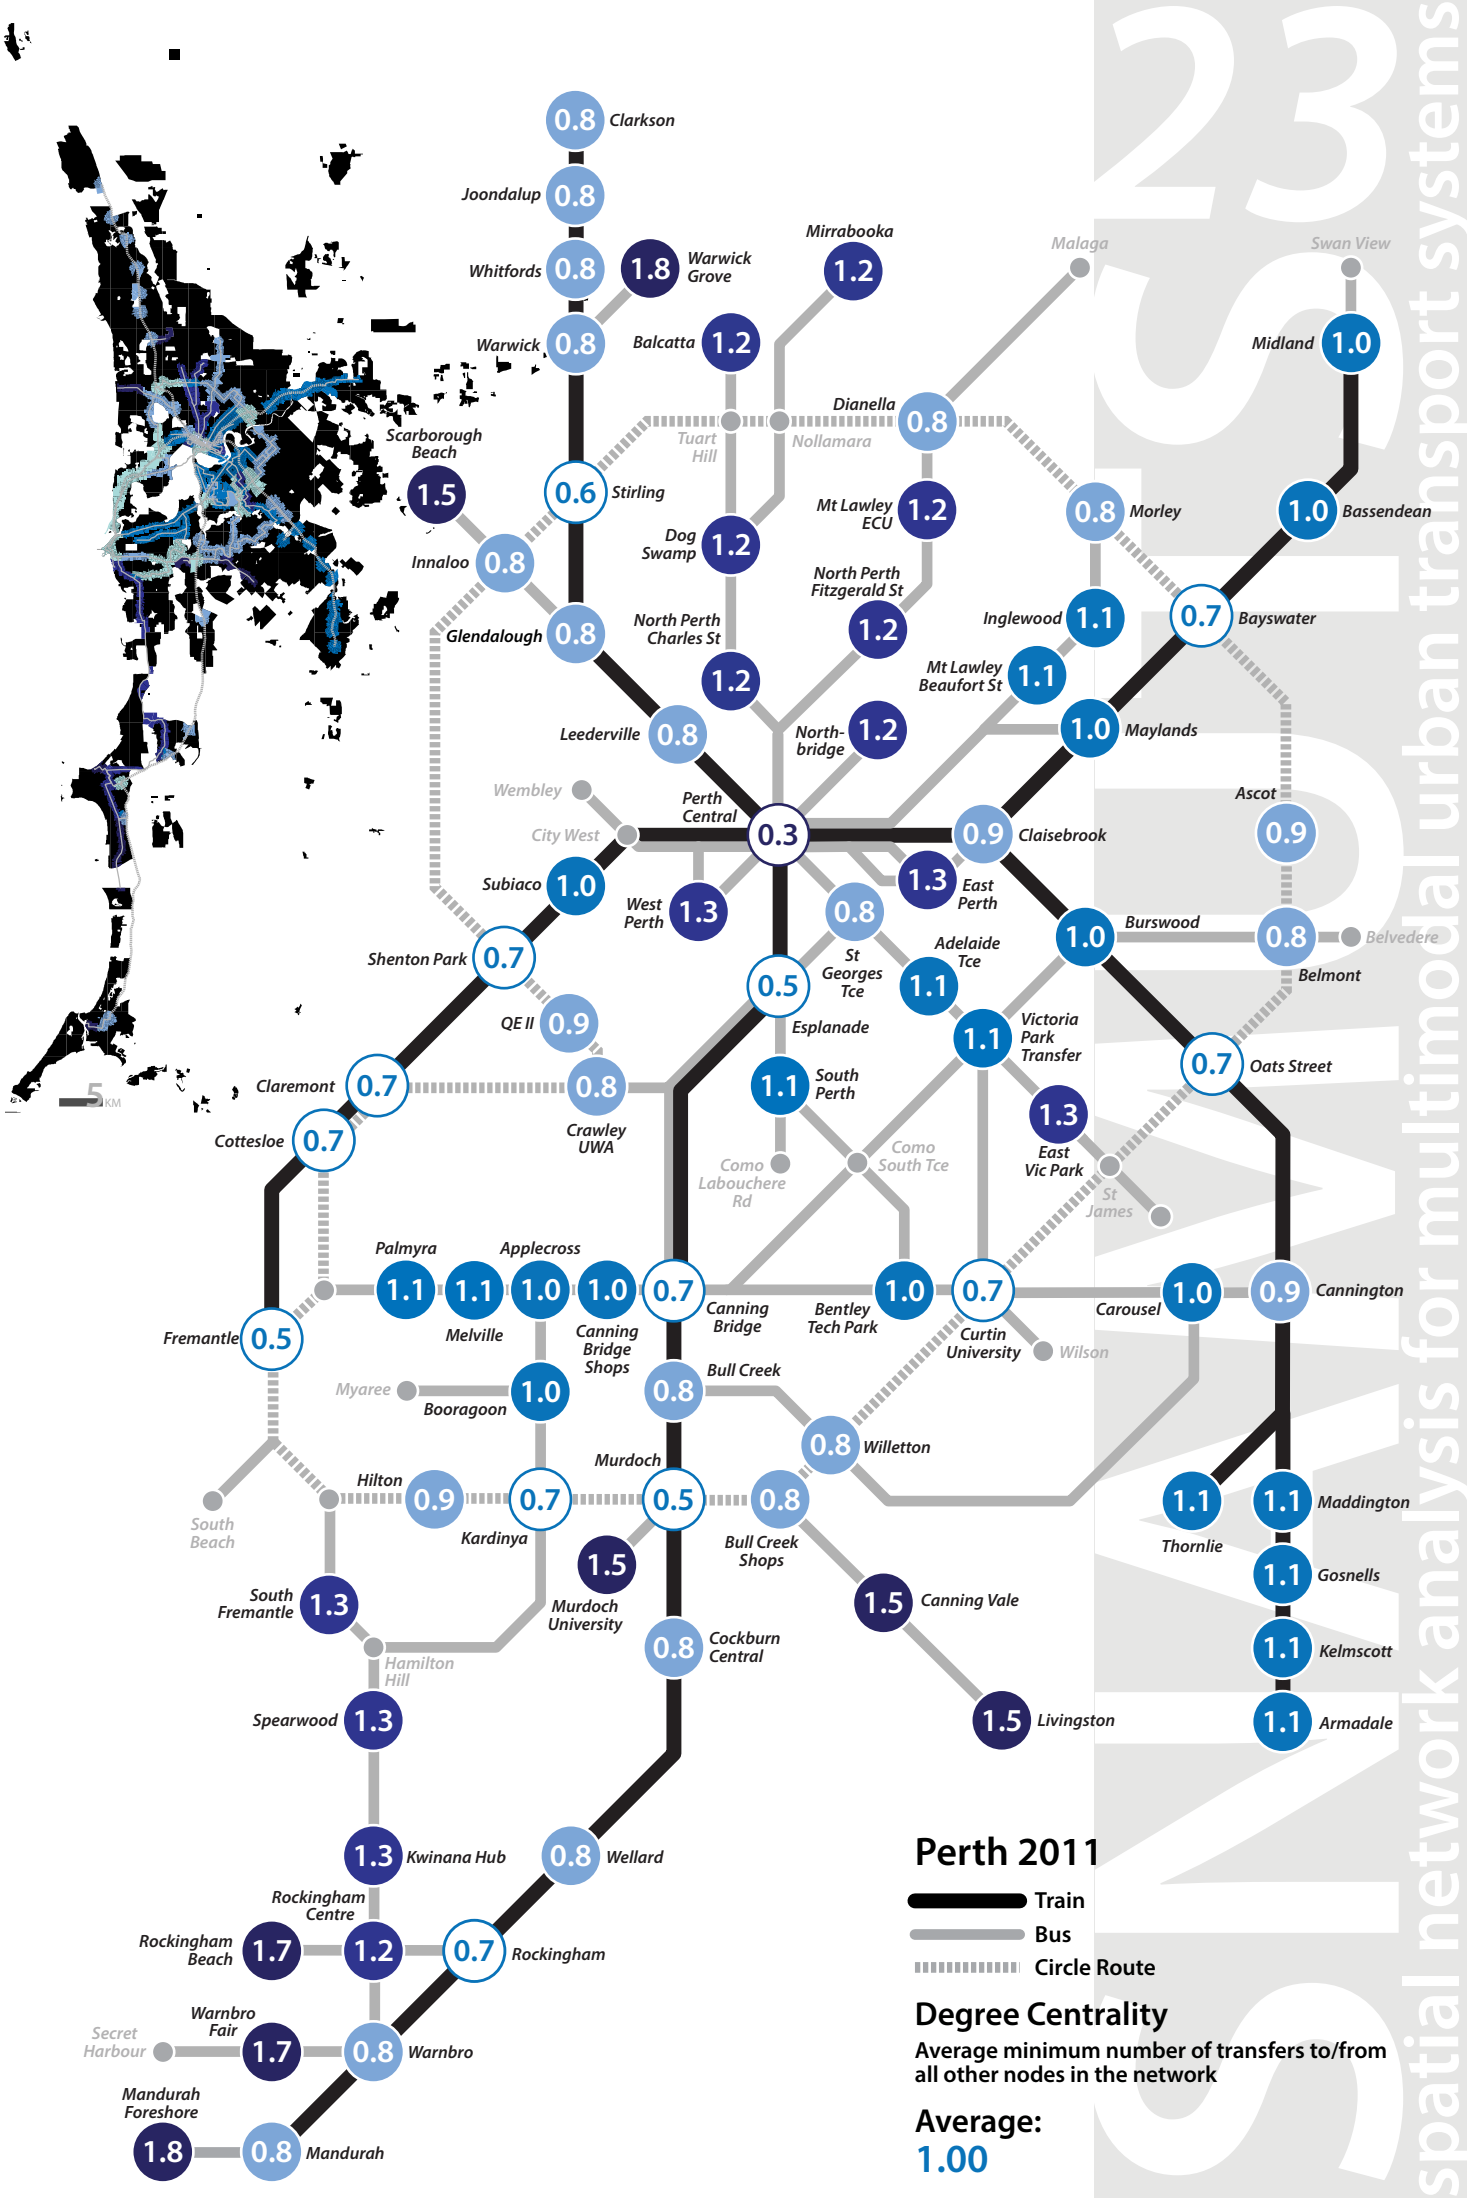 23
SNAMUTS
spatial network analysis for multimodal urban transport systems
0.8 Clarkson
Joondalup 0.8
Whitfords 0.8
1.8 Warwick
Grove
Mirrabooka
1.2
Malaga
Swan View
Warwick 0.8
Balcatta 1.2
Midland 1.0
Dianella
0.8
Tuart
Hill
Nollamara
Scarborough
Beach
1.5
0.6 Stirling
Mt Lawley
ECU
1.2
0.8 Morley
1.0 Bassendean
Innaloo 0.8
Dog
Swamp
1.2
North Perth
Fitzgerald St
1.2
Glendalough 0.8
North Perth
Charles St
1.2
Inglewood 1.1
0.7 Bayswater
Mt Lawley
Beaufort St
1.1
Leederville 0.8
North-
bridge
1.2
1.0 Maylands
Wembley
City West
Perth
Central
0.3
0.9 Claisebrook
Ascot
0.9
Subiaco 1.0
West
Perth
1.3
1.3 East
Perth
0.8
St
Georges
Tce
Burswood
1.0
0.8 Belvedere
Belmont
Shenton Park 0.7
Adelaide
Tce
1.1
0.5
Esplanade
QE II 0.9
1.1 Victoria
Park
Transfer
0.7 Oats Street
Claremont 0.7
0.8
Crawley
UWA
1.1 South
Perth
1.3
East
Vic Park
5 KM
Cottesloe 0.7
Como
Labouchere
Rd
Como
South Tce
St
James
Palmyra
1.1
1.1
Melville
Applecross
1.0
1.0
Canning
Bridge
Shops
0.7
Canning
Bridge
Bentley
Tech Park
1.0
0.7
Curtin
University
Carousel 1.0
0.9 Cannington
Fremantle 0.5
Wilson
Myaree
Booragoon
1.0
0.8
Bull Creek
0.8 Willetton
South
Beach
Hilton
0.9
0.7
Kardinya
Murdoch
0.5
0.8
Bull Creek
Shops
1.1
Thornlie
1.1 Maddington
1.5
Murdoch
University
1.5 Canning Vale
1.1 Gosnells
South
Fremantle
1.3
Hamilton
Hill
0.8 Cockburn
Central
1.1 Kelmscott
Spearwood 1.3
1.5 Livingston
1.1 Armadale
1.3 Kwinana Hub
0.8 Wellard
Rockingham
Centre
Rockingham
Beach
1.7
1.2
0.7 Rockingham
Warnbro
Fair
Secret
Harbour
1.7
0.8 Warnbro
Mandurah
Foreshore
1.8
0.8 Mandurah
Perth 2011
Train
Bus
Circle Route
Degree Centrality
Average minimum number of transfers to/from
all other nodes in the network
Average:
1.00